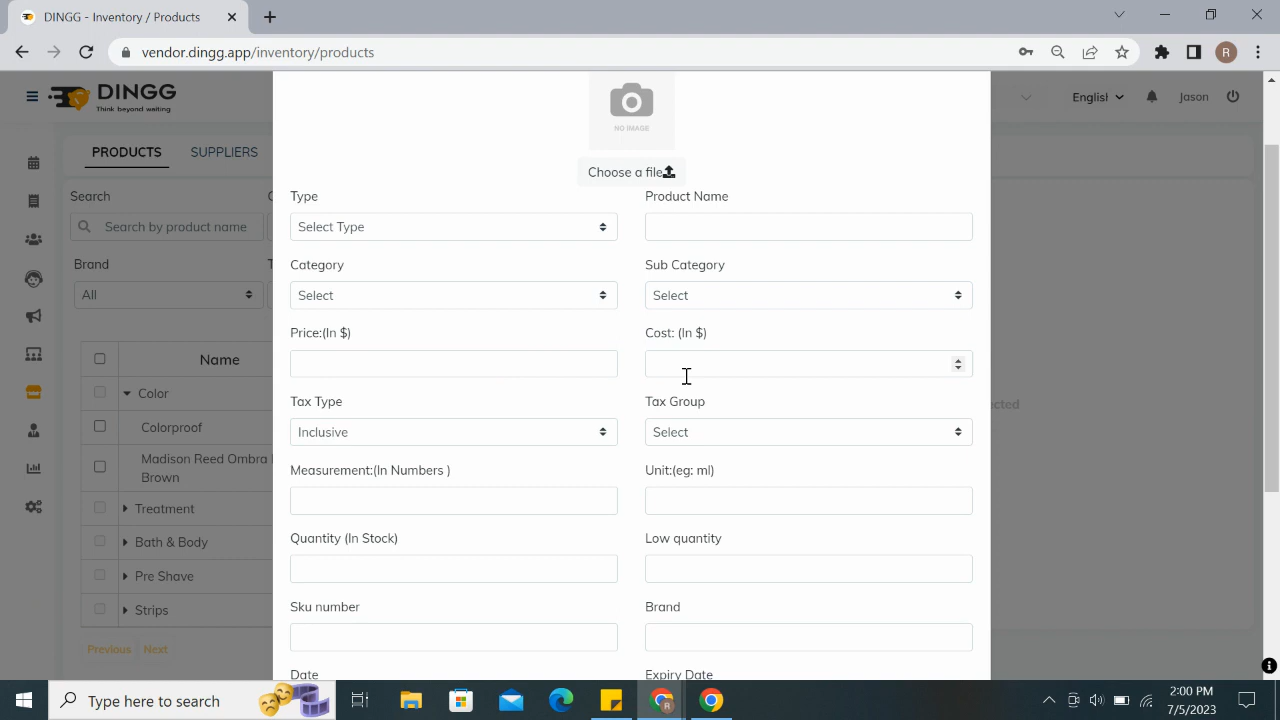 DINGG - Inventory / Products
vendor.dingg.app/inventory/products
R
DINGG
Think beyond waiting
English
Jason
PRODUCTS
SUPPLIERS
Search
Search by product name
Brand
All
Name
Color
Colorproof
Madison Reed Ombra
Brown
Treatment
Bath & Body
Pre Shave
Strips
Previous
Next
NO IMAGE
Choose a file
Type
Product Name
Select Type
Category
Sub Category
Select
Select
Price:(In $)
Cost: (In $)
Tax Type
Tax Group
Inclusive
Select
Measurement:(In Numbers )
Unit:(eg: ml)
Quantity (In Stock)
Low quantity
Sku number
Brand
Date
Expiry Date
Type here to search
2:00 PM
7/5/2023